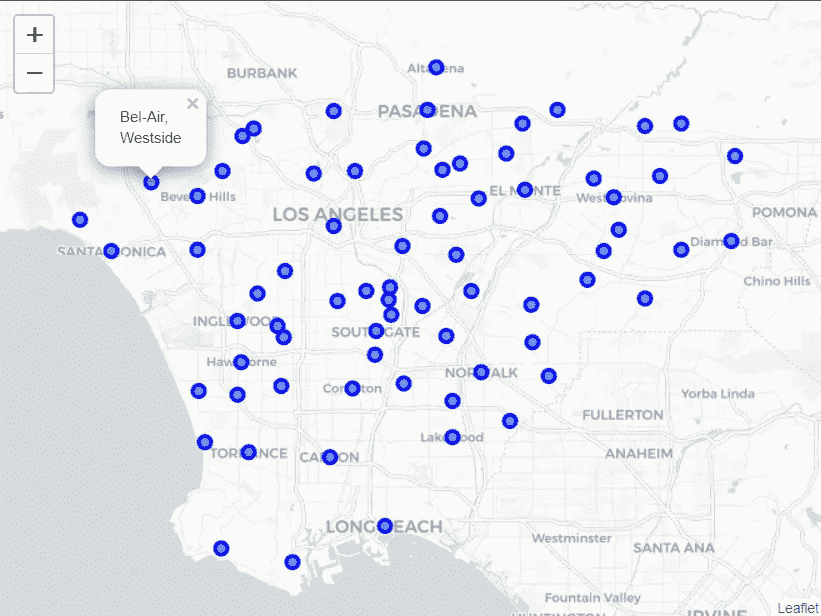 +
−
BURBANK
Altadena
PASADENA
×
Bel-Air,
Westside
Beverly Hills
EL MONTE
West Covina
LOS ANGELES
POMONA
SANTA MONICA
Diamond Bar
Chino Hills
INGLEWOOD
SOUTH GATE
Hawthorne
NORWALK
Compton
Yorba Linda
FULLERTON
Lakewood
TORRANCE
CARSON
ANAHEIM
LONG BEACH
Westminster
SANTA ANA
Fountain Valley
HUNTINGTON
IRVINE
Leaflet